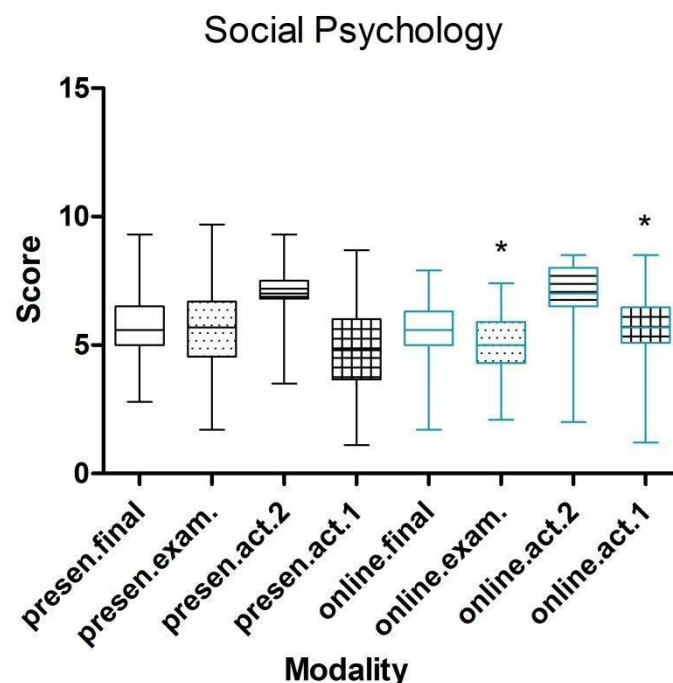 Social Psychology
15
10
5
0
Score
*
*
presen.final
presen.exam.
presen.act.2
presen.act.1
online.final
online.exam.
online.act.2
online.act.1
Modality